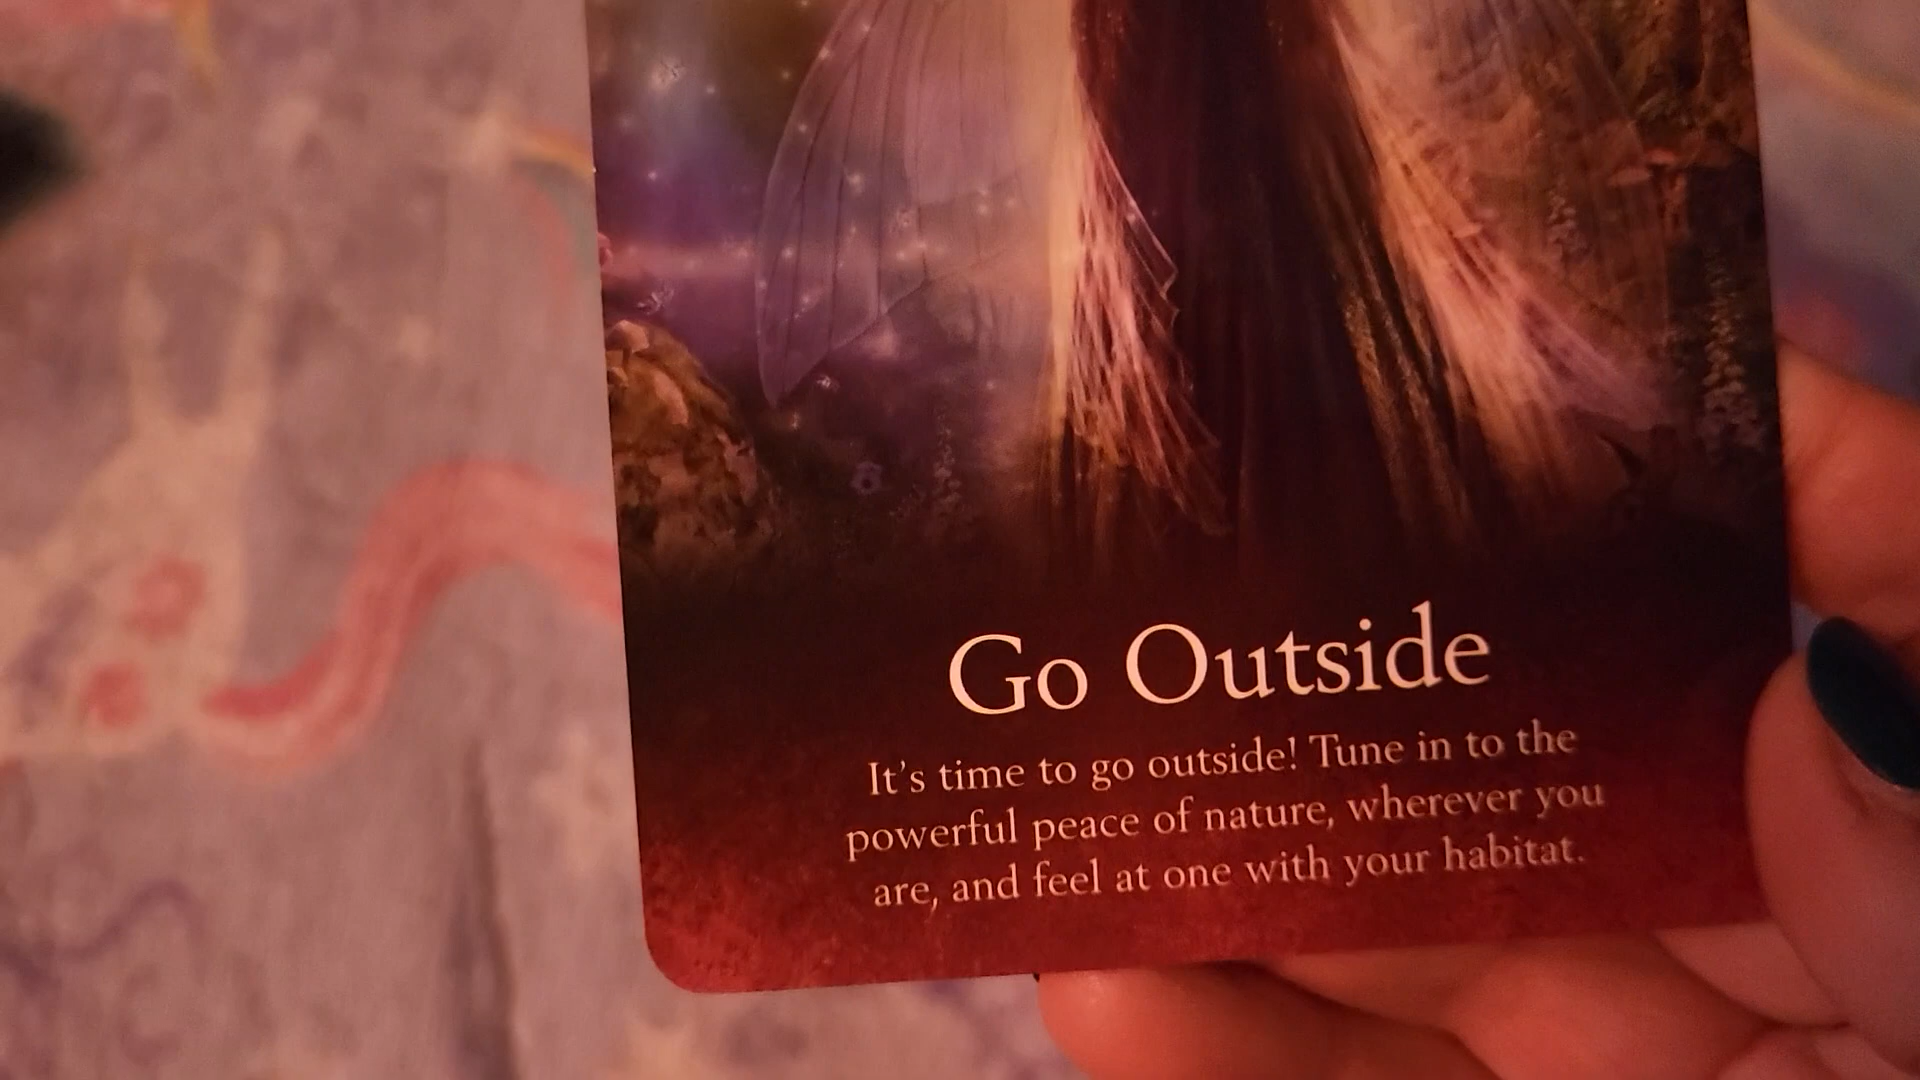 Go Outside
It's time to go outside! Tune in to the
powerful peace of nature, wherever you
are, and feel at one with your habitat.